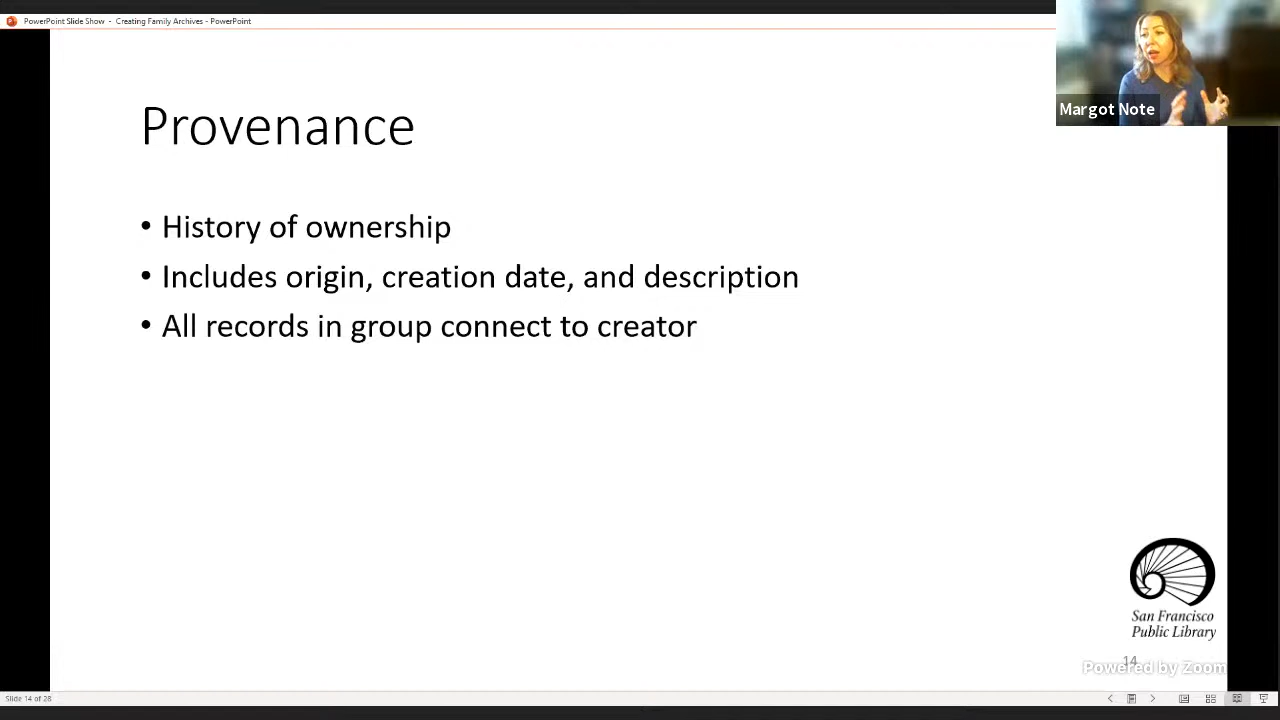 PowerPoint Slide Show - Creating Family Archives - PowerPoint
Margot Note
Provenance
• History of ownership
• Includes origin, creation date, and description
• All records in group connect to creator
San Francisco
Public Library
14
Powered by Zoom
Slide 14 of 28